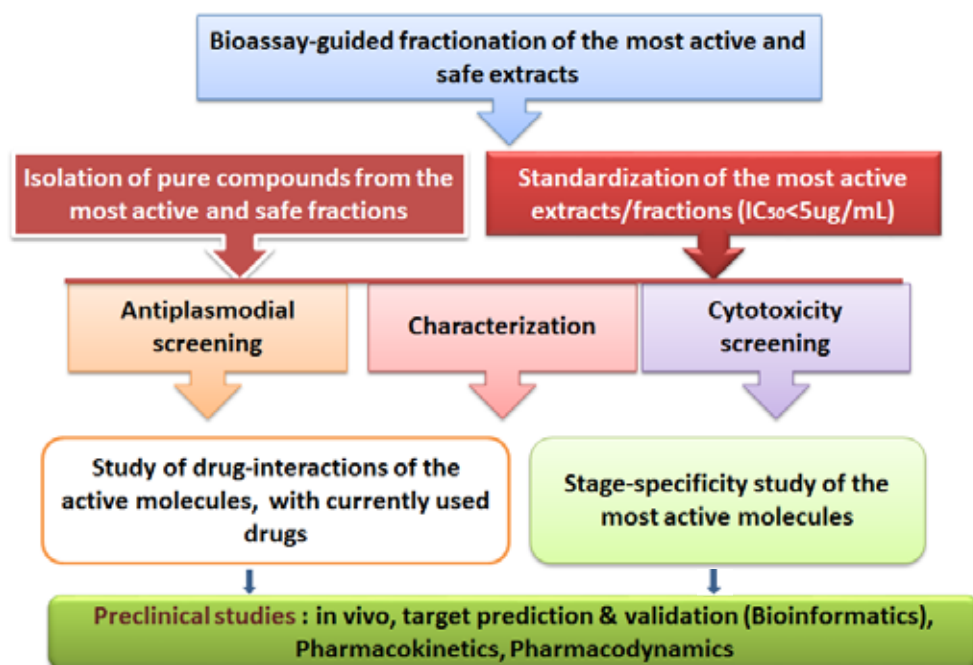 Bioassay-guided fractionation of the most active and
safe extracts
Isolation of pure compounds from the
most active and safe fractions
Standardization of the most active
extracts/fractions (IC₅₀<5ug/mL)
Antiplasmodial
screening
Characterization
Cytotoxicity
screening
Study of drug-interactions of the
active molecules, with currently used
drugs
Stage-specificity study of the
most active molecules
Preclinical studies : in vivo, target prediction & validation (Bioinformatics),
Pharmacokinetics, Pharmacodynamics